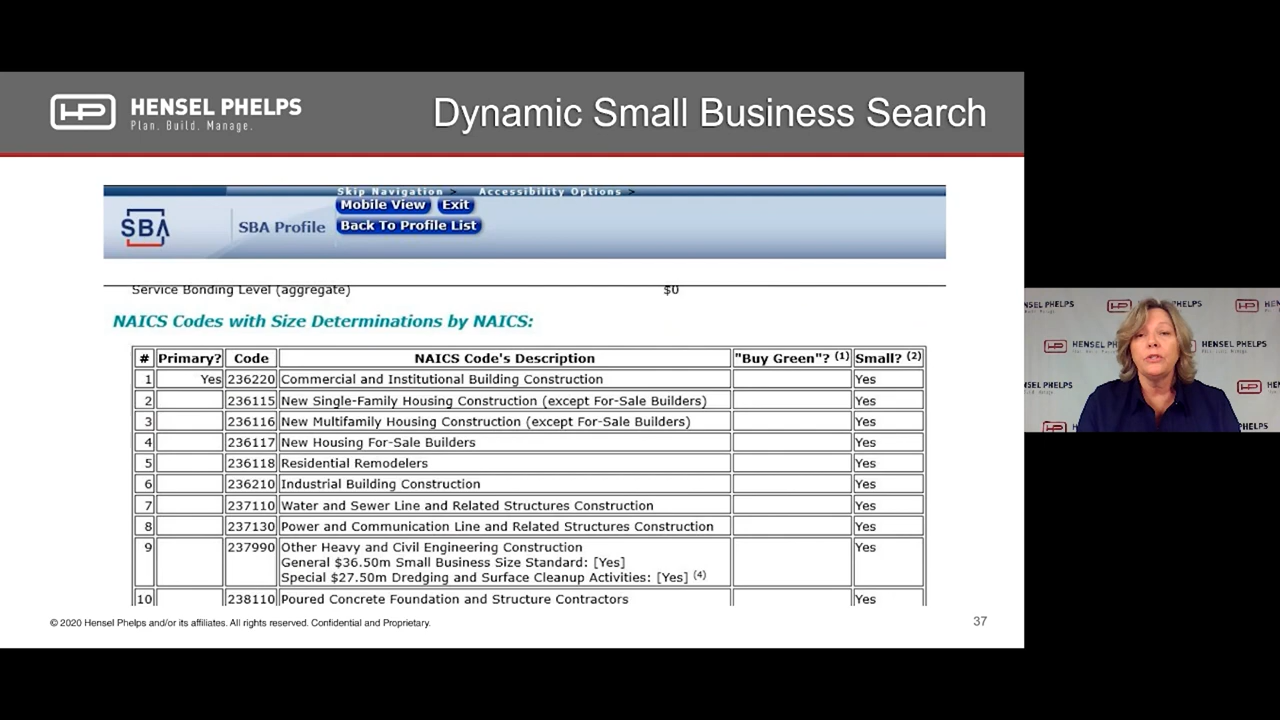 HENSEL PHELPS
Plan. Build. Manage.
Dynamic Small Business Search
Skip Navigation > Accessibility Options >
Mobile View Exit
SBA
SBA Profile
Back To Profile List
Service Bonding Level (aggregate) $0
NAICS Codes with Size Determinations by NAICS:
# Primary? Code NAICS Code's Description "Buy Green"? (1) Small? (2)
1 Yes 236220 Commercial and Institutional Building Construction Yes
2 236115 New Single-Family Housing Construction (except For-Sale Builders) Yes
3 236116 New Multifamily Housing Construction (except For-Sale Builders) Yes
4 236117 New Housing For-Sale Builders Yes
5 236118 Residential Remodelers Yes
6 236210 Industrial Building Construction Yes
7 237110 Water and Sewer Line and Related Structures Construction Yes
8 237130 Power and Communication Line and Related Structures Construction Yes
9 237990 Other Heavy and Civil Engineering Construction Yes
General $36.50m Small Business Size Standard: [Yes]
Special $27.50m Dredging and Surface Cleanup Activities: [Yes] (4)
10 238110 Poured Concrete Foundation and Structure Contractors Yes
© 2020 Hensel Phelps and/or its affiliates. All rights reserved. Confidential and Proprietary.
37